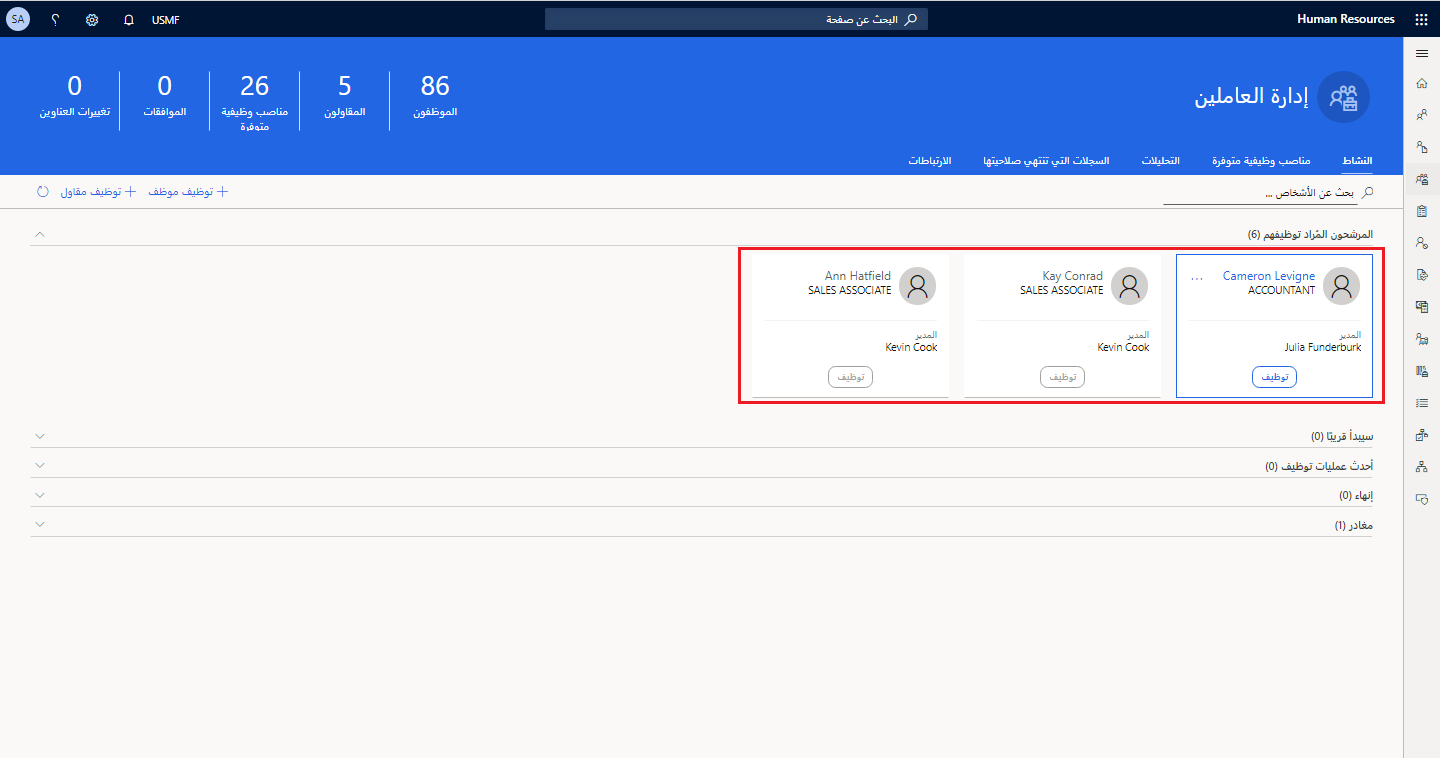 Human Resources
البحث عن صفحة
USMF
SA
إدارة العاملين
86
الموظفون
5
المقاولون
26
مناصب وظيفية
متوفرة
0
الموافقات
0
تغييرات العناوين
النشاط
مناصب وظيفية متوفرة
التحليلات
السجلات التي تنتهي صلاحيتها
الارتباطات
بحث عن الأشخاص ...
توظيف موظف
توظيف مقاول
المرشحون المُراد توظيفهم (6)
Cameron Levigne
ACCOUNTANT
المدير
Julia Funderburk
توظيف
Kay Conrad
SALES ASSOCIATE
المدير
Kevin Cook
توظيف
Ann Hatfield
SALES ASSOCIATE
المدير
Kevin Cook
توظيف
سيبدأ قريبًا (0)
أحدث عمليات توظيف (0)
إنهاء (0)
مغادر (1)